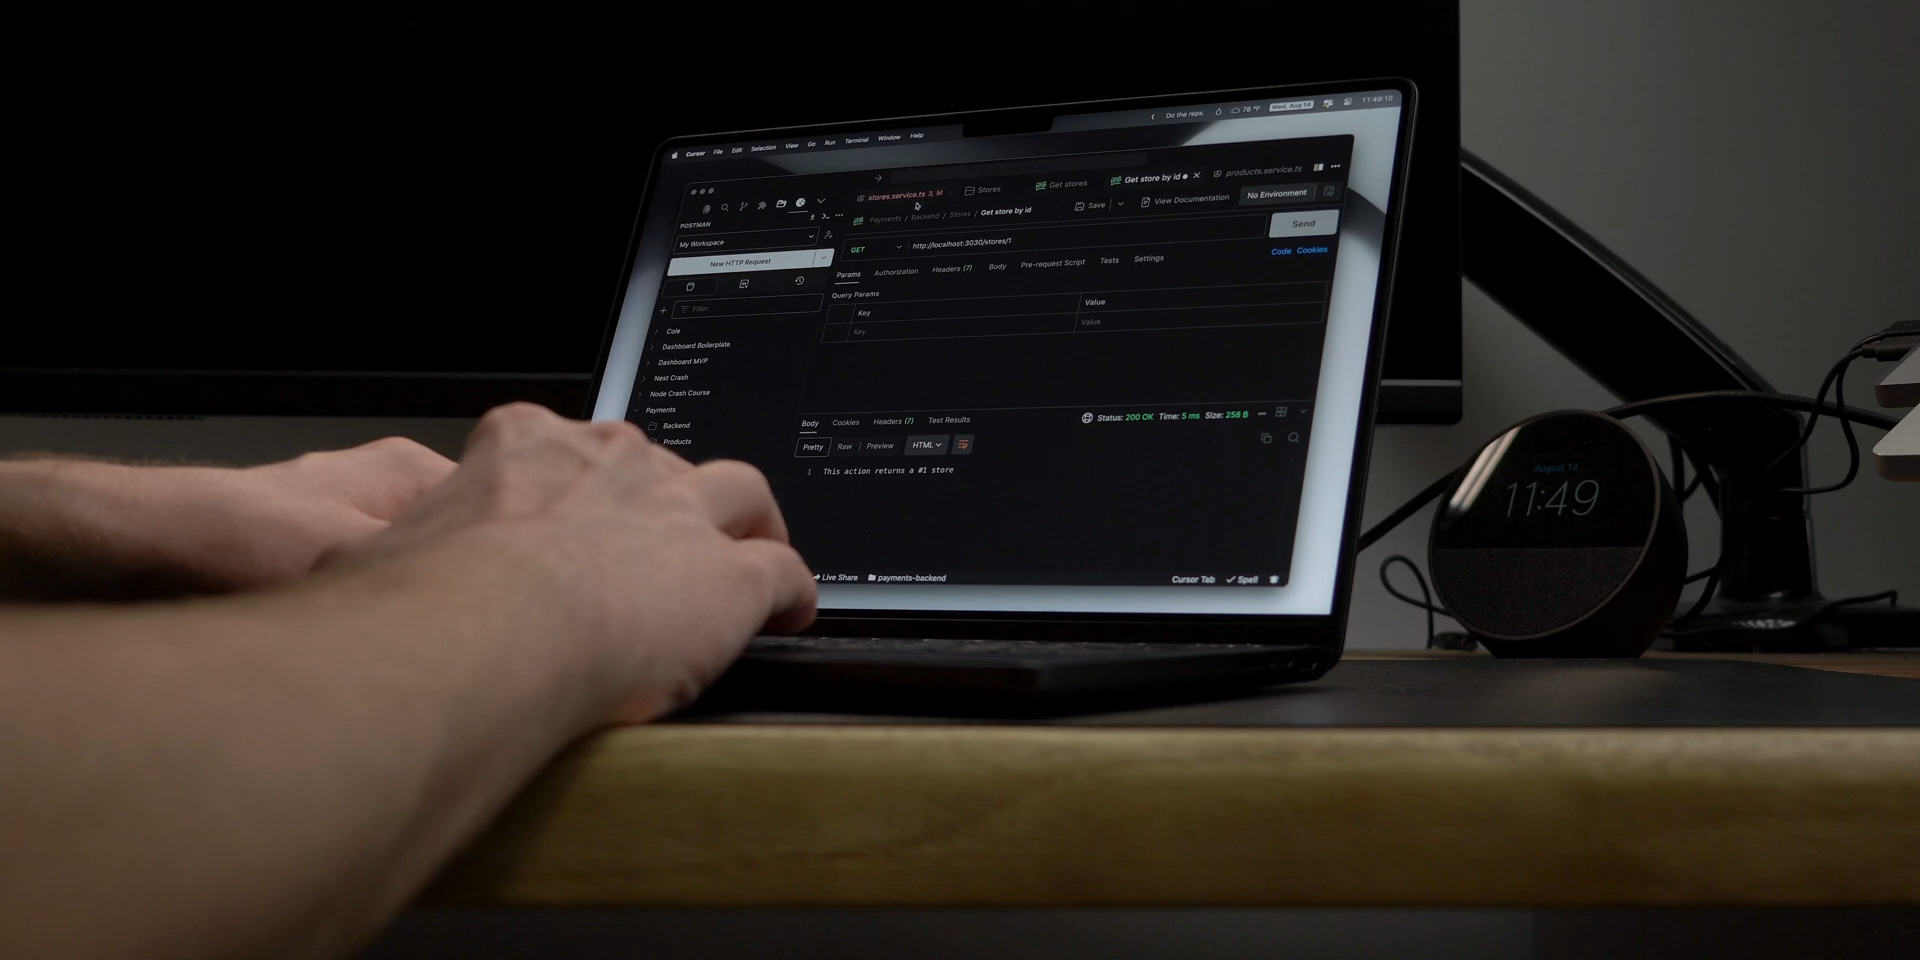 Cursor File Edit Selection View Go Run Terminal Window Help
Do the reps. 78 °F Wed, Aug 14 11:49:10
stores.service.ts 3, M Stores Get stores Get store by id products.service.ts
POSTMAN
Payments / Backend / Stores / Get store by id Save View Documentation No Environment
My Workspace
GET http://localhost:3030/stores/1 Send
New HTTP Request
Params Authorization Headers (7) Body Pre-request Script Tests Settings Code Cookies
Query Params
Filter
Key Value
Key Value
Cole
Dashboard Boilerplate
Dashboard MVP
Nest Crash
Node Crash Course
Payments
Backend
Products
Body Cookies Headers (7) Test Results Status: 200 OK Time: 5 ms Size: 258 B
Pretty Raw Preview HTML
1 This action returns a #1 store
Live Share payments-backend Cursor Tab Spell
August 14
11:49